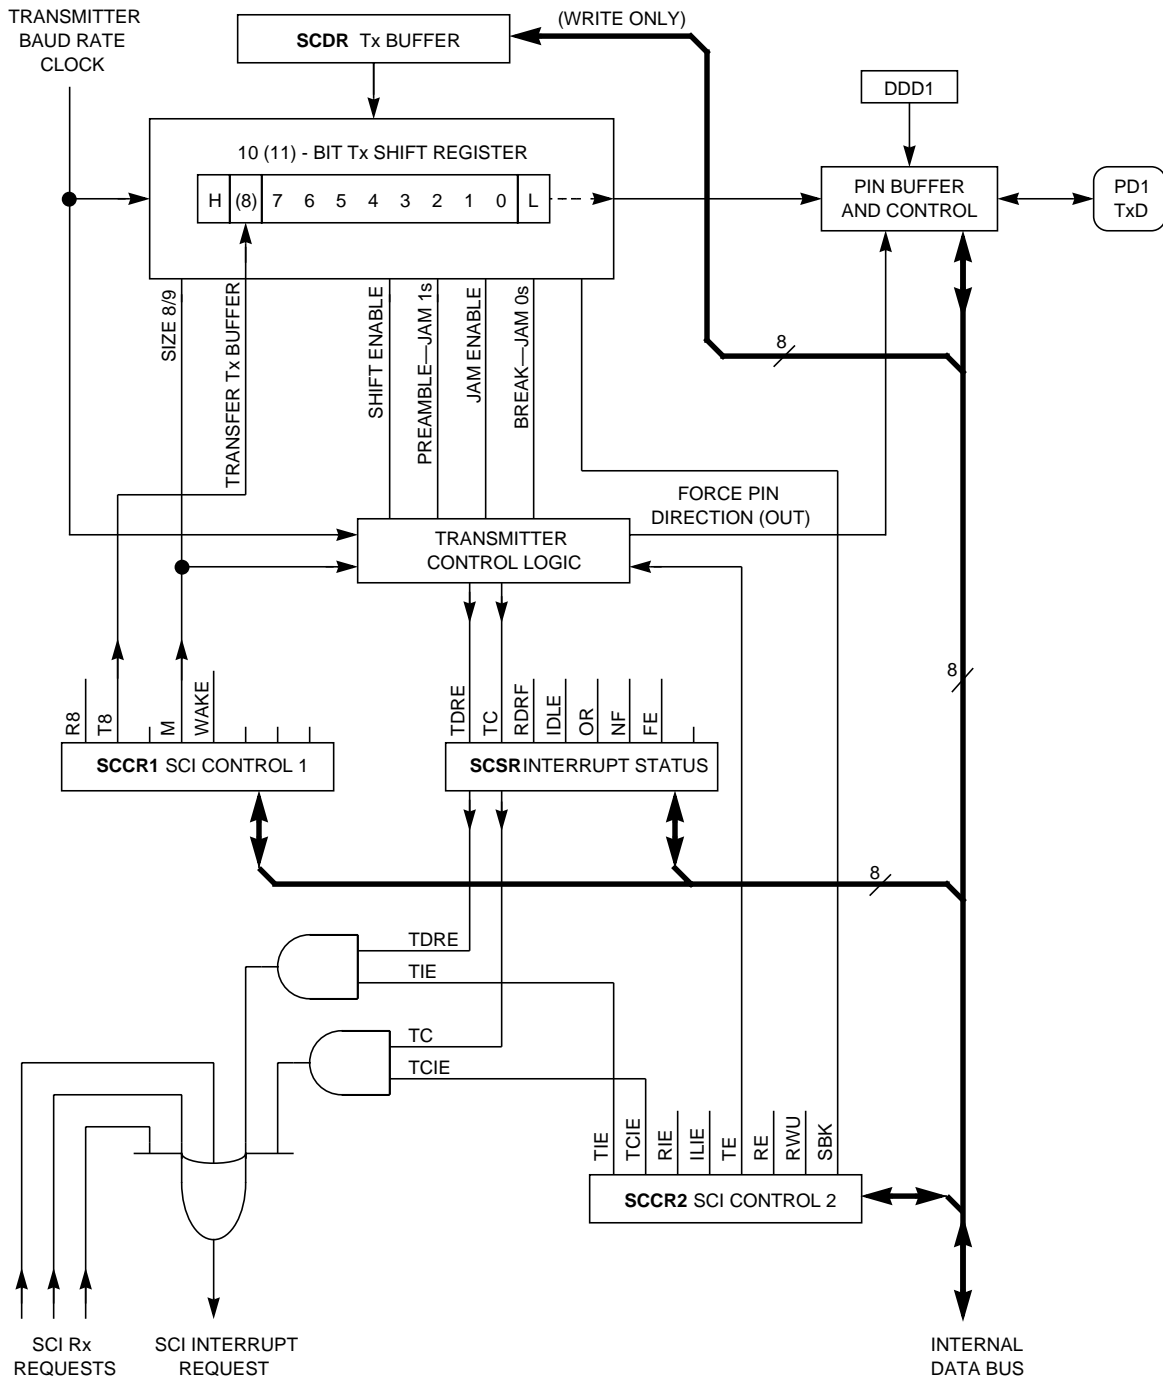 TRANSMITTER
BAUD RATE
CLOCK
SCDR Tx BUFFER
(WRITE ONLY)
DDD1
10 (11) - BIT Tx SHIFT REGISTER
H (8) 7 6 5 4 3 2 1 0 L
PIN BUFFER
AND CONTROL
PD1
TxD
SIZE 8/9
TRANSFER Tx BUFFER
SHIFT ENABLE
PREAMBLE—JAM 1s
JAM ENABLE
BREAK—JAM 0s
8
FORCE PIN
DIRECTION (OUT)
TRANSMITTER
CONTROL LOGIC
8
R8
T8
M
WAKE
TDRE
TC
RDRF
IDLE
OR
NF
FE
SCCR1 SCI CONTROL 1
SCSR INTERRUPT STATUS
8
TDRE
TIE
TC
TCIE
TIE
TCIE
RIE
ILIE
TE
RE
RWU
SBK
SCCR2 SCI CONTROL 2
SCI Rx
REQUESTS
SCI INTERRUPT
REQUEST
INTERNAL
DATA BUS